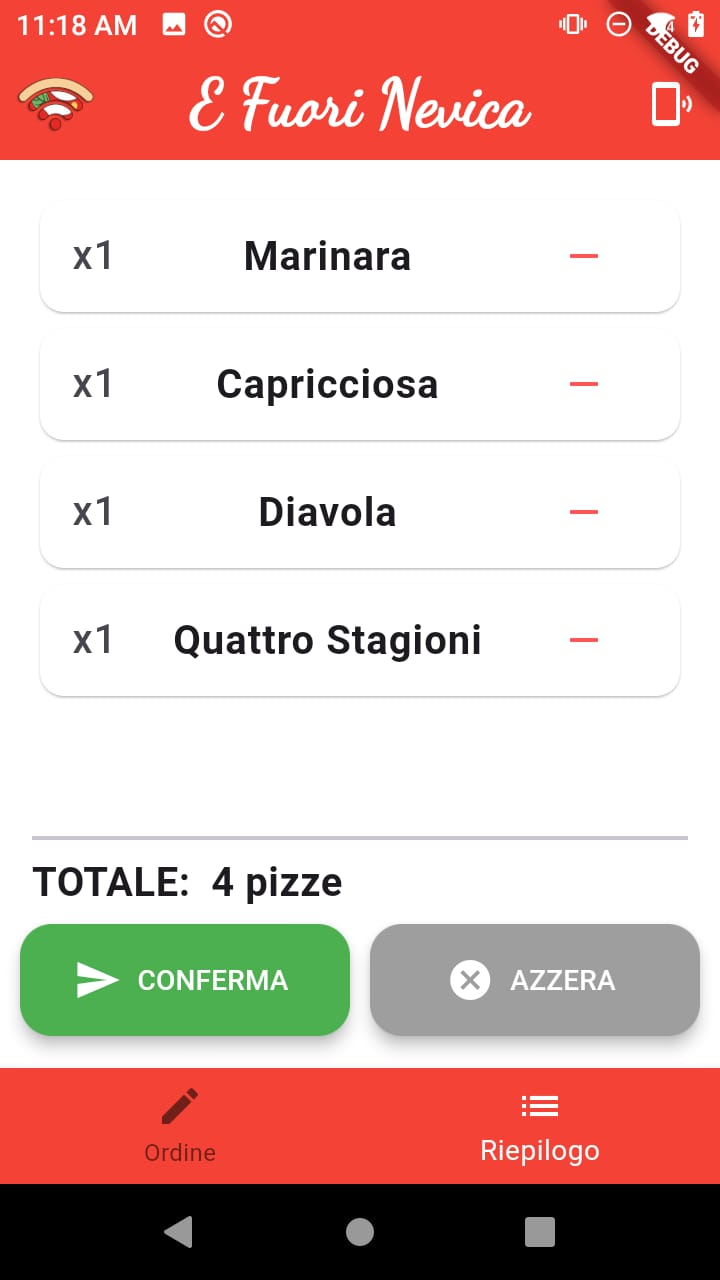 11:18 AM
DEBUG
E Fuori Nevica
x1 Marinara
x1 Capricciosa
x1 Diavola
x1 Quattro Stagioni
TOTALE: 4 pizze
CONFERMA
AZZERA
Ordine
Riepilogo